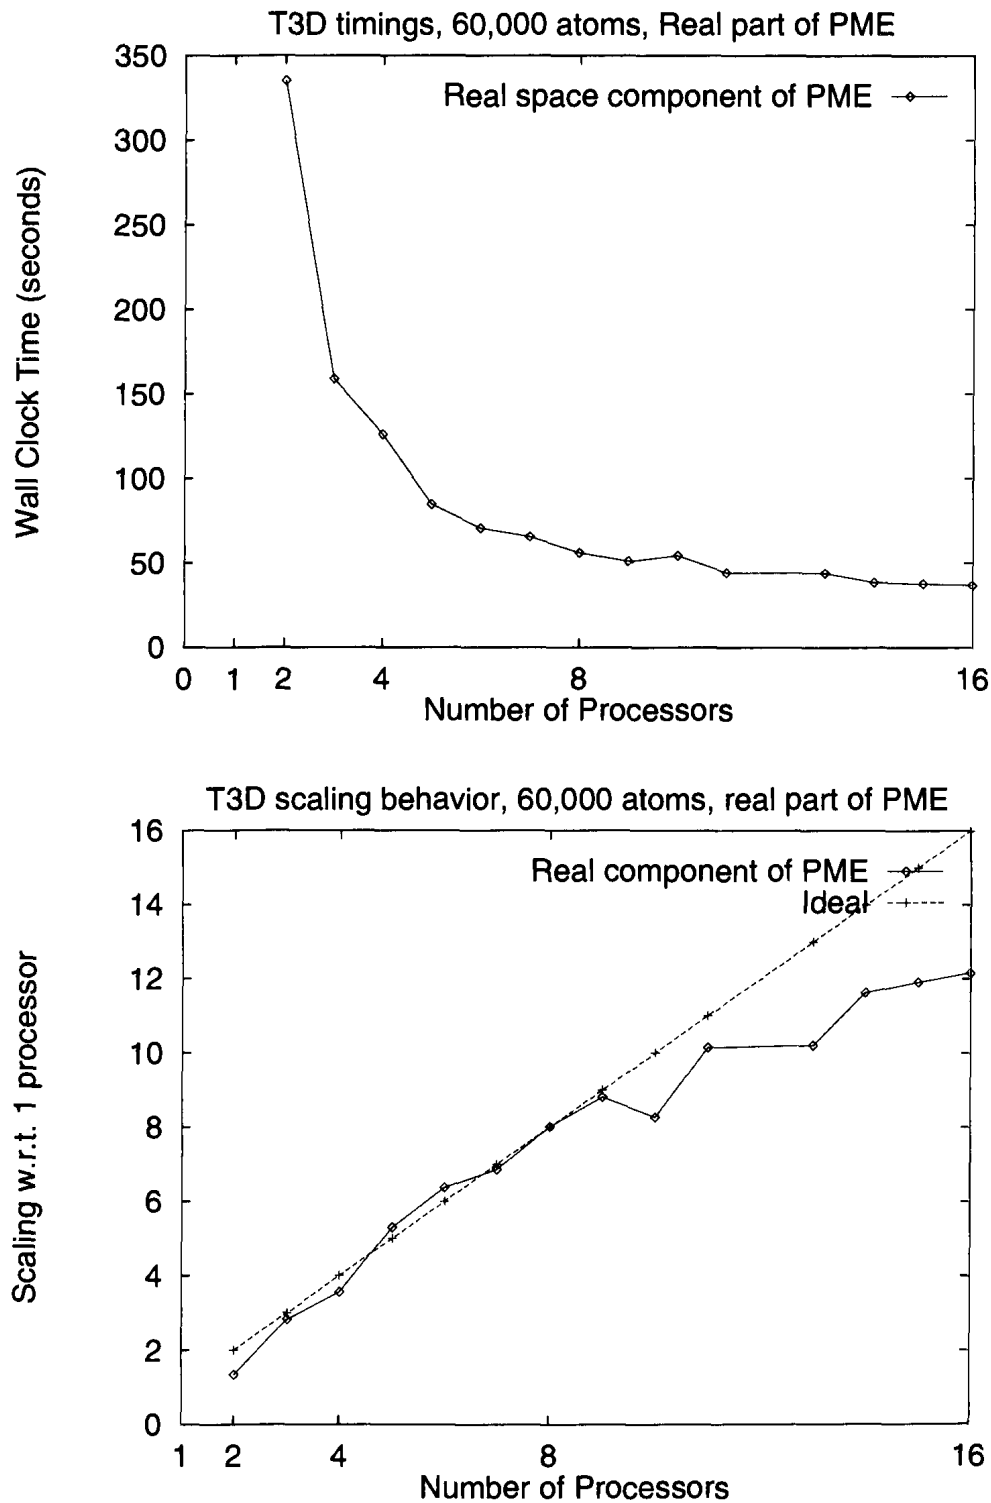 T3D timings, 60,000 atoms, Real part of PME
350
Real space component of PME
300
250
200
150
100
50
0
Wall Clock Time (seconds)
0 1 2 4 8 16
Number of Processors
T3D scaling behavior, 60,000 atoms, real part of PME
16
Real component of PME
Ideal
14
12
10
8
6
4
2
0
Scaling w.r.t. 1 processor
1 2 4 8 16
Number of Processors